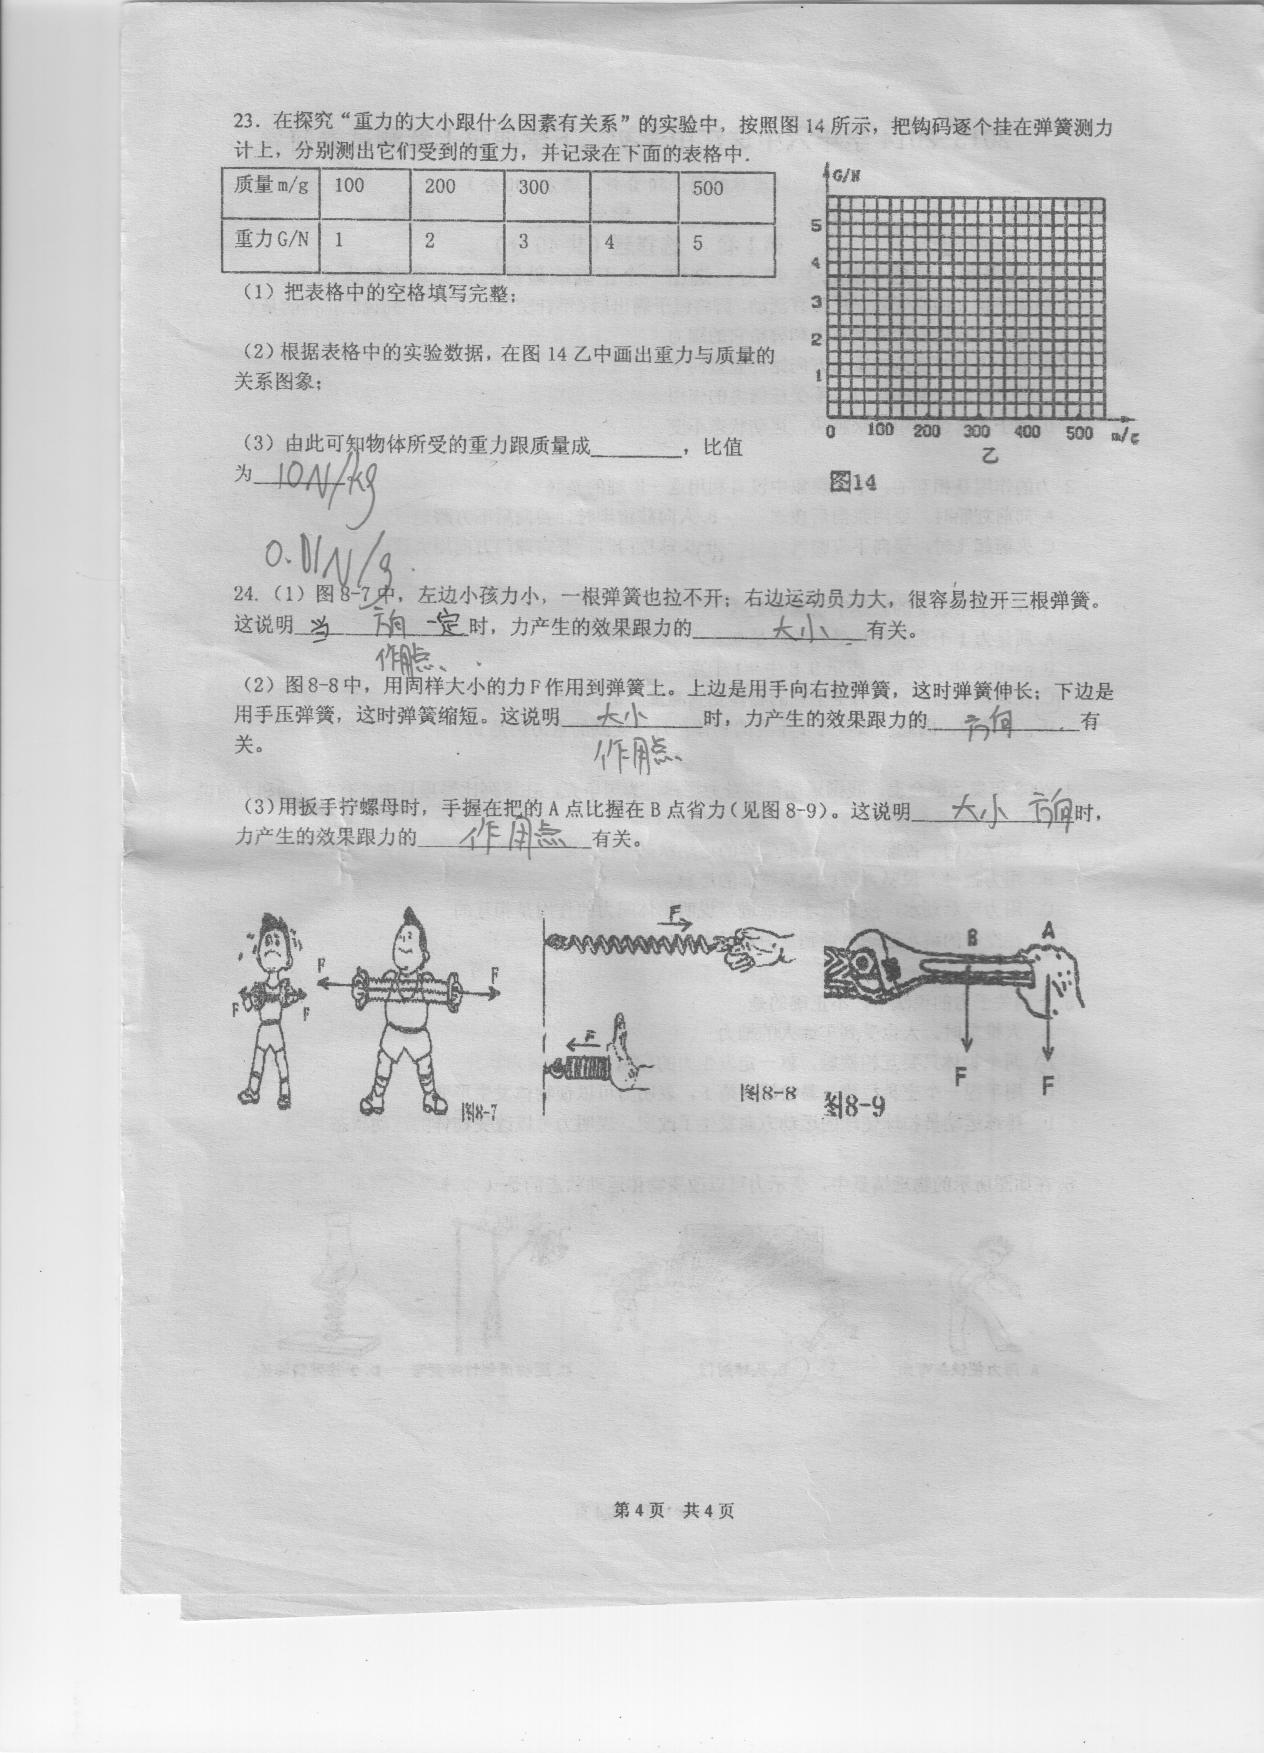 23. 在探究“重力的大小跟什么因素有关系”的实验中，按照图 14 所示，把钩码逐个挂在弹簧测力
计上，分别测出它们受到的重力，并记录在下面的表格中.
质量 m/g 100 200 300 500
重力 G/N 1 2 3 4 5
（1）把表格中的空格填写完整；
（2）根据表格中的实验数据，在图 14 乙中画出重力与质量的
关系图象；
（3）由此可知物体所受的重力跟质量成________，比值
为 10N/kg
0.01N/g.
G/N
5
4
3
2
1
0 100 200 300 400 500 m/g
乙
图14
24.（1）图 8-7 中，左边小孩力小，一根弹簧也拉不开；右边运动员力大，很容易拉开三根弹簧。
这说明 当 方向 一定 时，力产生的效果跟力的 大小 有关。
作用点、
（2）图 8-8 中，用同样大小的力 F 作用到弹簧上。上边是用手向右拉弹簧，这时弹簧伸长；下边是
用手压弹簧，这时弹簧缩短。这说明 大小 时，力产生的效果跟力的 方向 有
作用点、
关。
（3）用扳手拧螺母时，手握在把的 A 点比握在 B 点省力（见图 8-9）。这说明 大小 方向 时，
力产生的效果跟力的 作用点 有关。
F F F F
图8-7
F
F
图8-8
B A
F F
图8-9
第 4 页 共 4 页